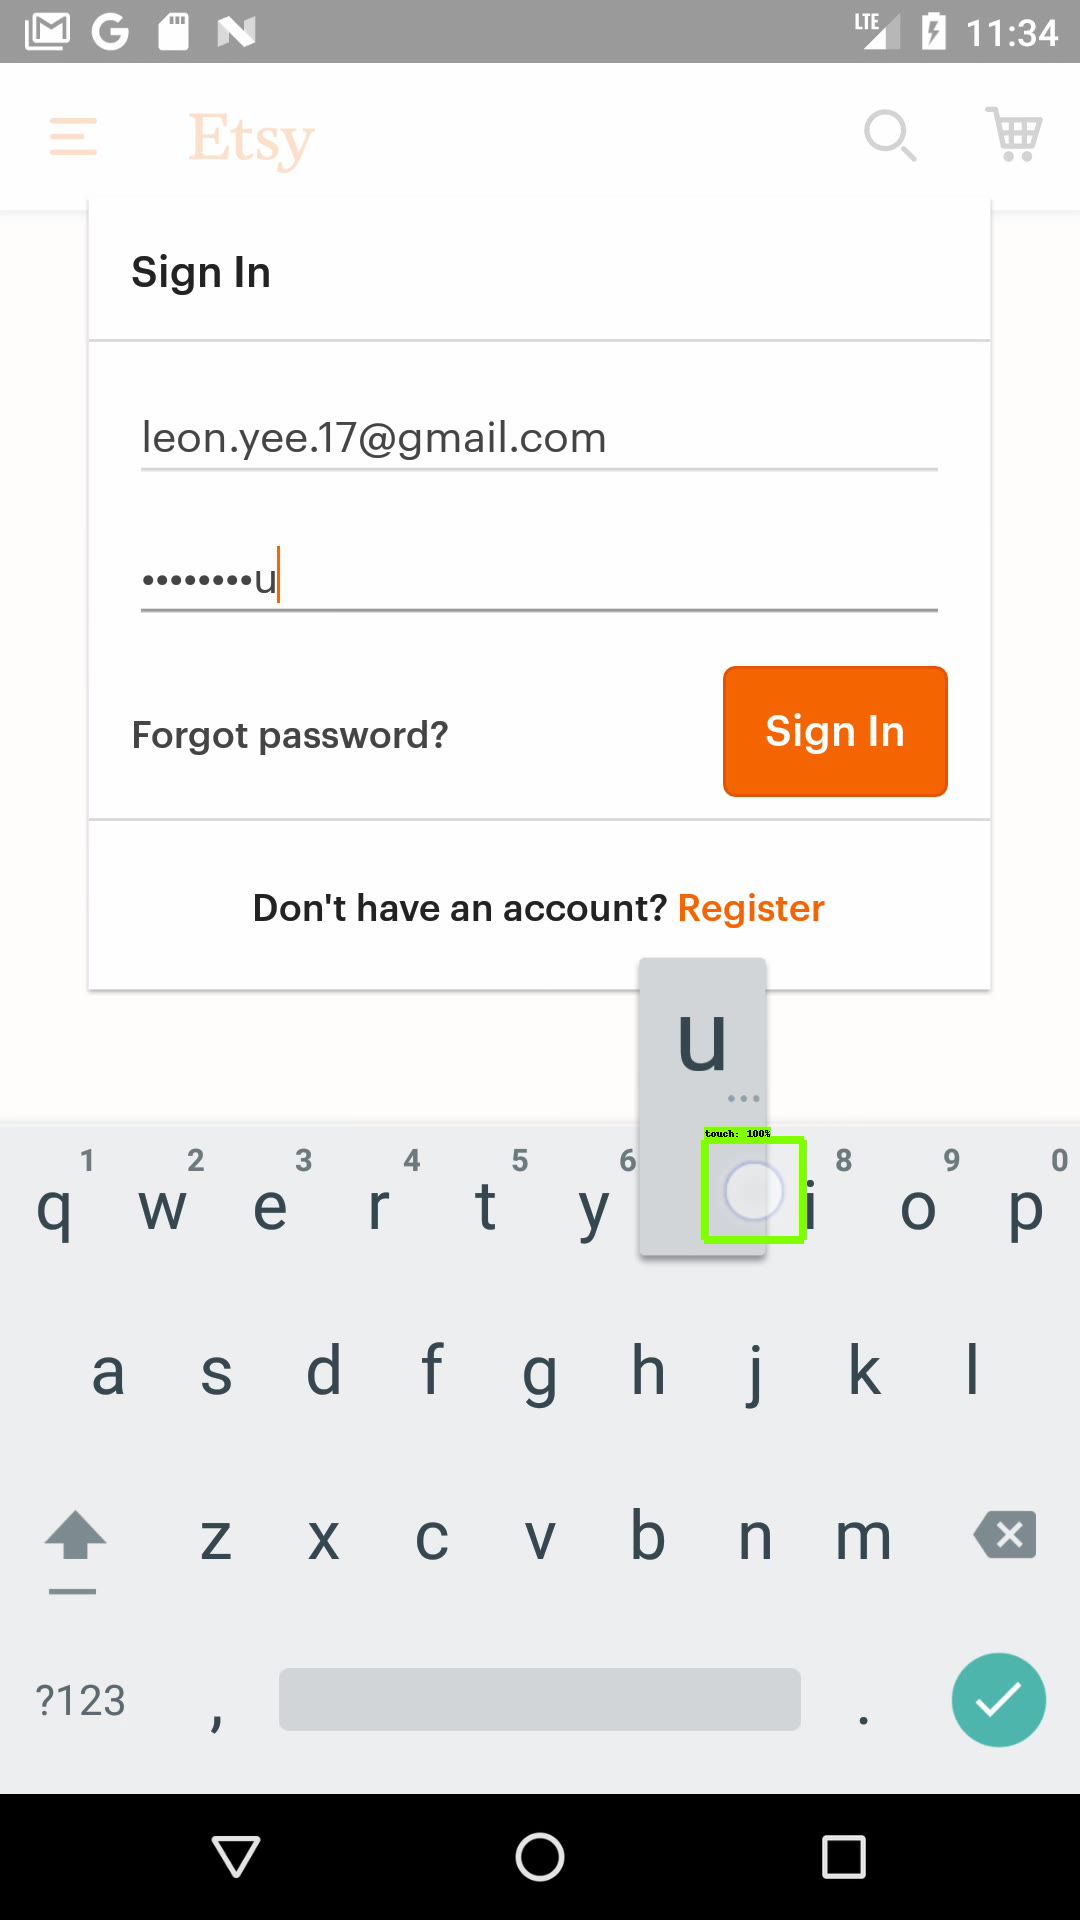 LTE 11:34
Etsy
Sign In
leon.yee.17@gmail.com
••••••••u
Forgot password?
Sign In
Don't have an account? Register
u
...
touch: 100%
1 2 3 4 5 6 8 9 0
q w e r t y i o p
a s d f g h j k l
z x c v b n m
?123 , .